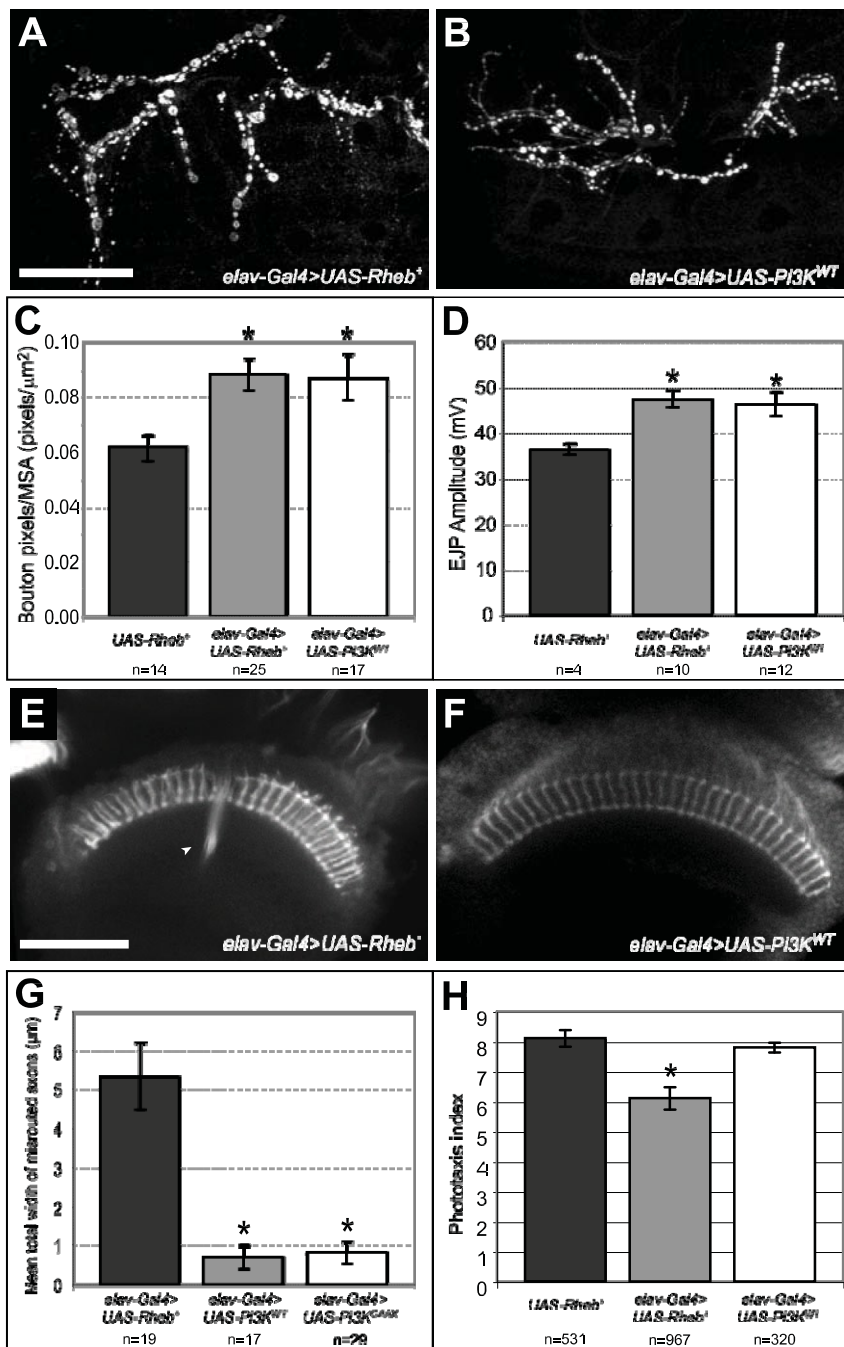 A
elav-Gal4>UAS-Rheb+
B
elav-Gal4>UAS-PI3KWT
C
Bouton pixels/MSA (pixels/μm2)
0.10
0.08
0.06
0.04
0.02
0.00
*
*
UAS-Rheb+
elav-Gal4>
UAS-Rheb+
elav-Gal4>
UAS-PI3KWT
n=14
n=25
n=17
D
EJP Amplitude (mV)
60
50
40
30
20
10
0
*
*
UAS-Rheb+
elav-Gal4>
UAS-Rheb+
elav-Gal4>
UAS-PI3KWT
n=4
n=10
n=12
E
elav-Gal4>UAS-Rheb+
F
elav-Gal4>UAS-PI3KWT
G
Mean total width of misrouted axons (μm)
7
6
5
4
3
2
1
0
*
*
elav-Gal4>
UAS-Rheb+
elav-Gal4>
UAS-PI3KWT
elav-Gal4>
UAS-PI3KCAAX
n=19
n=17
n=29
H
Phototaxis index
9
8
7
6
5
4
3
2
1
0
*
UAS-Rheb+
elav-Gal4>
UAS-Rheb+
elav-Gal4>
UAS-PI3KWT
n=531
n=967
n=320